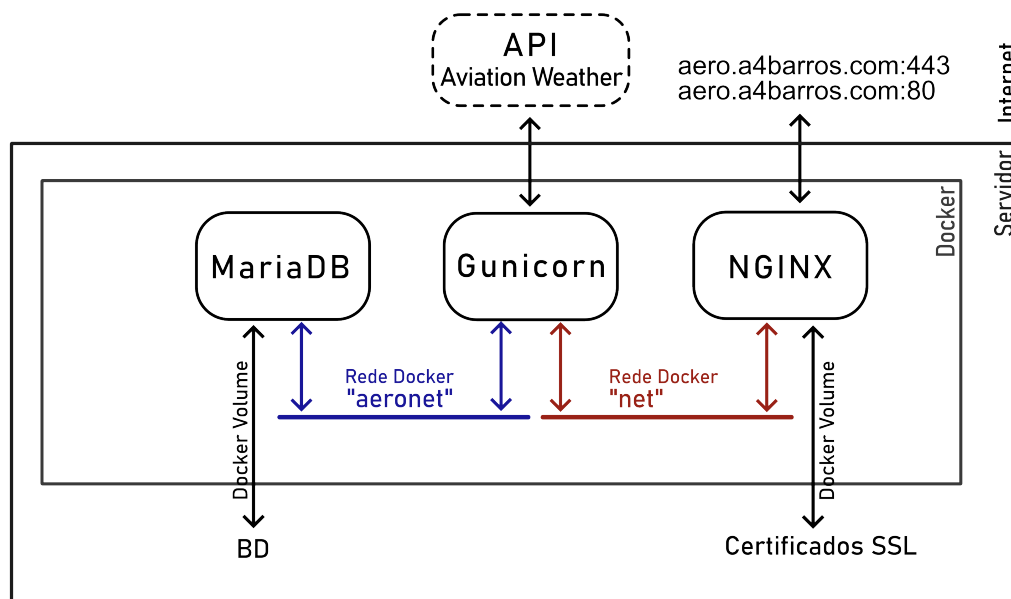 API
Aviation Weather
aero.a4barros.com:443
aero.a4barros.com:80
Internet
Servidor
Docker
MariaDB
Gunicorn
NGINX
Rede Docker
"aeronet"
Rede Docker
"net"
Docker Volume
Docker Volume
BD
Certificados SSL